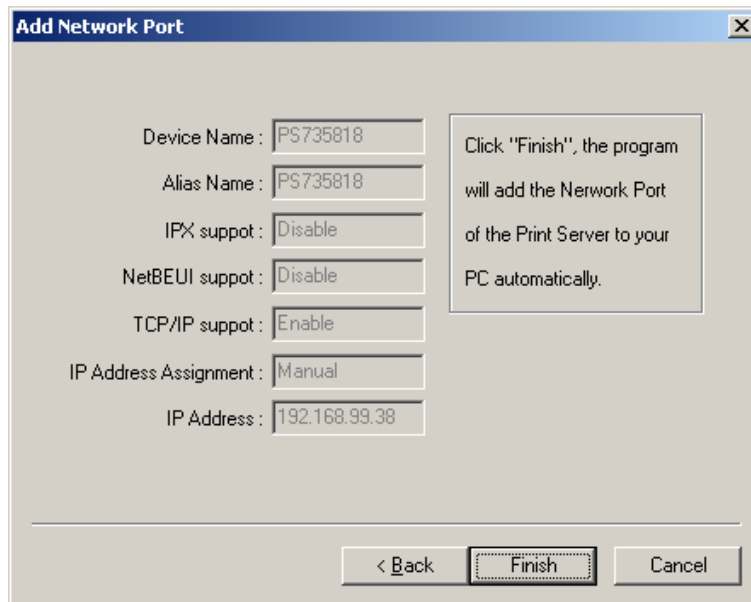 Add Network Port
Device Name : PS735818
Alias Name : PS735818
IPX suppot : Disable
NetBEUI suppot : Disable
TCP/IP suppot : Enable
IP Address Assignment : Manual
IP Address : 192.168.99.38
Click "Finish", the program
will add the Nerwork Port
of the Print Server to your
PC automatically.
< Back Finish Cancel